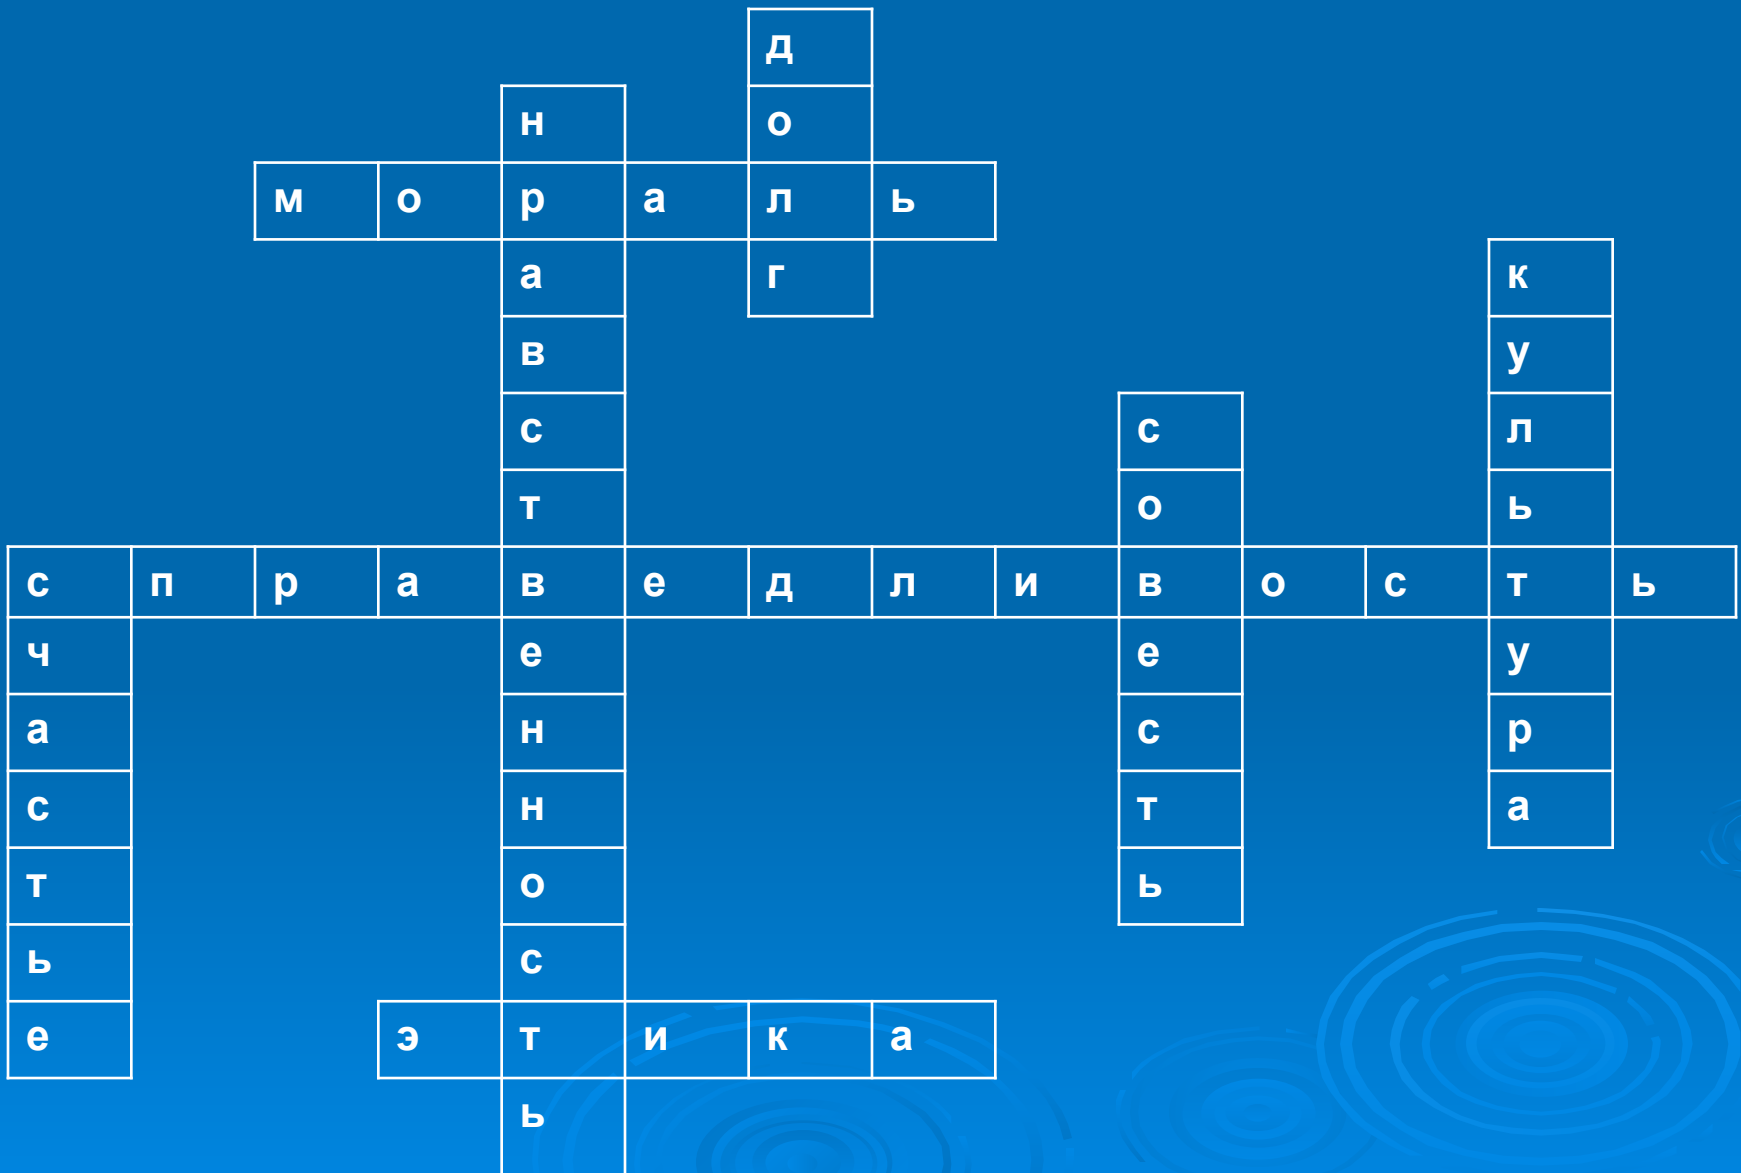 д
н о
м о р а л ь
а г к
в у
с с л
т о ь
с п р а в е д л и в о с т ь
ч е е у
а н с р
с н т а
т о ь
ь с
е э т и к а
ь